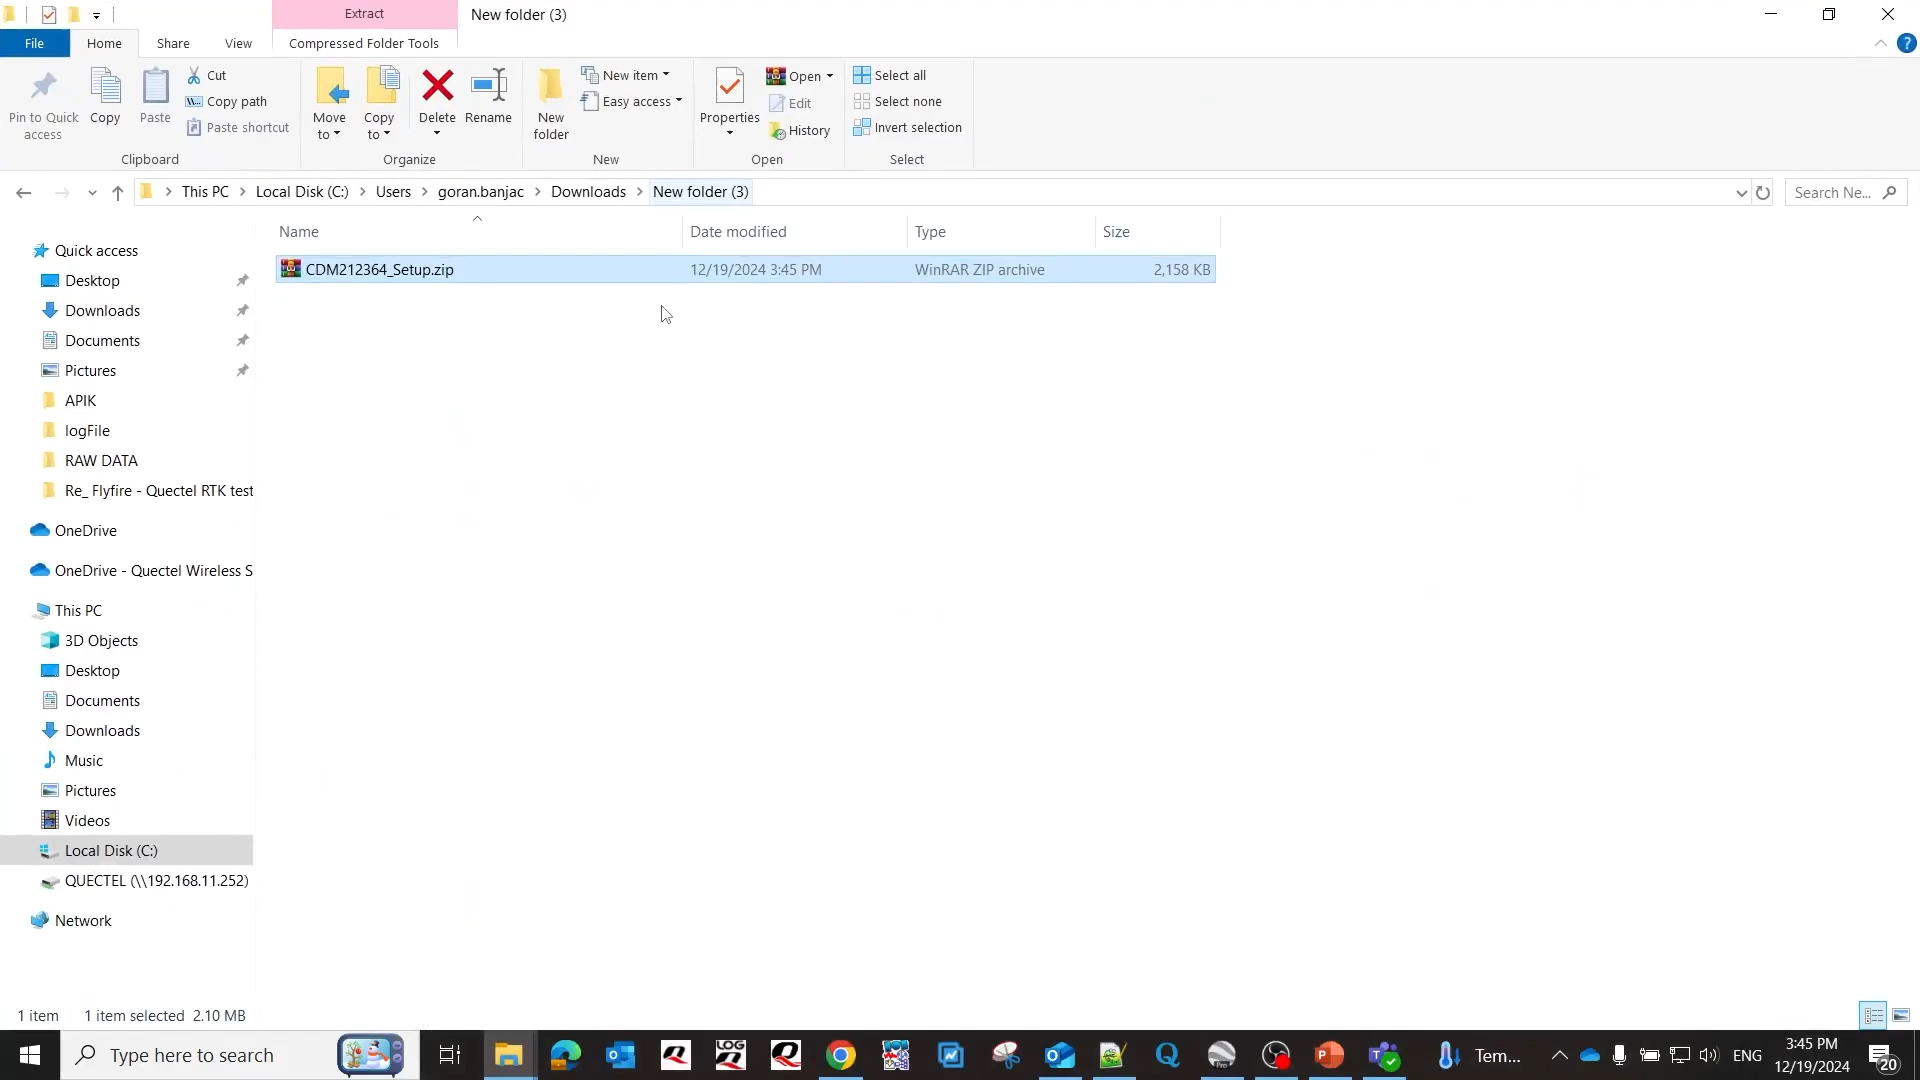 Extract
New folder (3)
File
Home
Share
View
Compressed Folder Tools
Pin to Quick access
Copy
Paste
Cut
Copy path
Paste shortcut
Clipboard
Move to
Copy to
Delete
Rename
Organize
New folder
New item
Easy access
New
Properties
Open
Edit
History
Open
Select all
Select none
Invert selection
Select
This PC > Local Disk (C:) > Users > goran.banjac > Downloads > New folder (3)
Search Ne...
Name
Date modified
Type
Size
CDM212364_Setup.zip
12/19/2024 3:45 PM
WinRAR ZIP archive
2,158 KB
Quick access
Desktop
Downloads
Documents
Pictures
APIK
logFile
RAW DATA
Re_ Flyfire - Quectel RTK test
OneDrive
OneDrive - Quectel Wireless S
This PC
3D Objects
Desktop
Documents
Downloads
Music
Pictures
Videos
Local Disk (C:)
QUECTEL (\\192.168.11.252)
Network
1 item
1 item selected 2.10 MB
Type here to search
LOG
Pro
Tem...
ENG
3:45 PM
12/19/2024
20